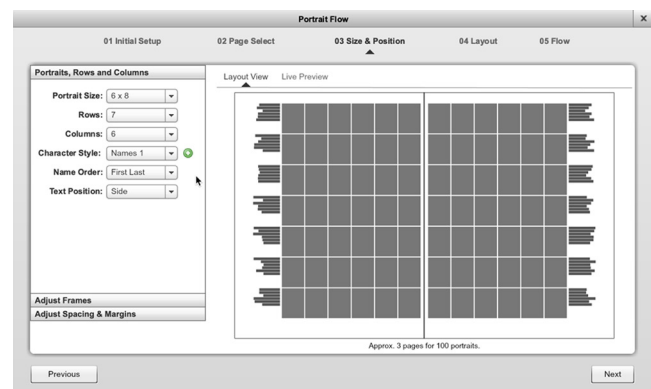 Portrait Flow
x
01 Initial Setup 02 Page Select 03 Size & Position 04 Layout 05 Flow
Portraits, Rows and Columns
Portrait Size: 6 x 8
Rows: 7
Columns: 6
Character Style: Names 1
Name Order: First Last
Text Position: Side
Adjust Frames
Adjust Spacing & Margins
Layout View Live Preview
Approx. 3 pages for 100 portraits.
Previous Next